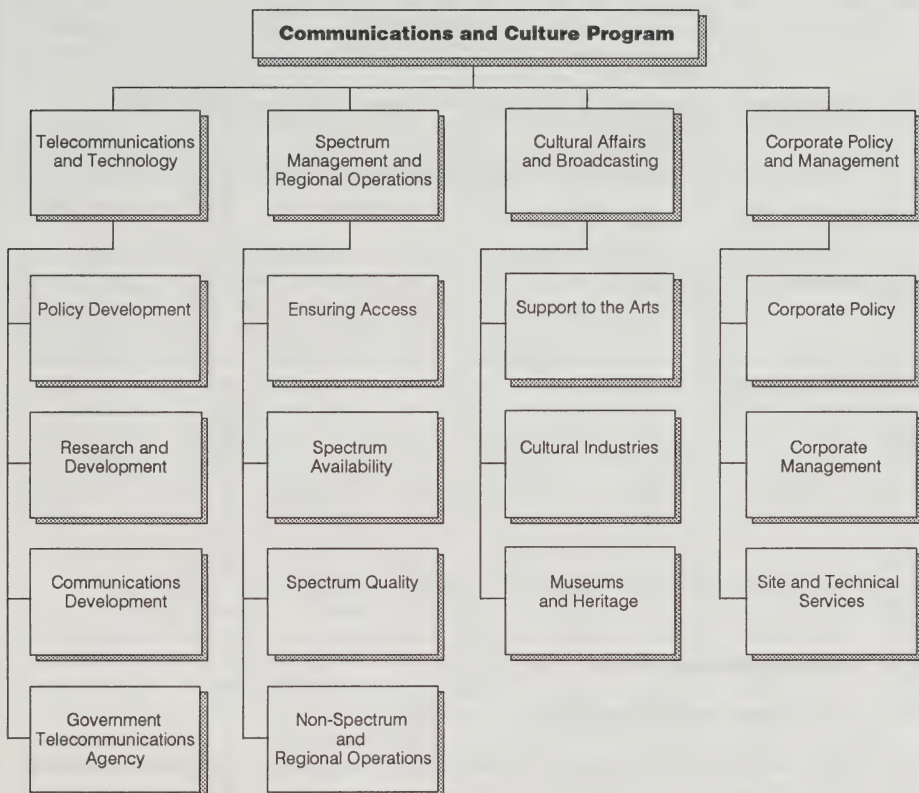 Communications and Culture Program
Telecommunications
and Technology
Spectrum
Management and
Regional Operations
Cultural Affairs
and Broadcasting
Corporate Policy
and Management
Policy Development
Ensuring Access
Support to the Arts
Corporate Policy
Research and
Development
Spectrum
Availability
Cultural Industries
Corporate
Management
Communications
Development
Spectrum Quality
Museums
and Heritage
Site and Technical
Services
Government
Telecommunications
Agency
Non-Spectrum
and
Regional Operations